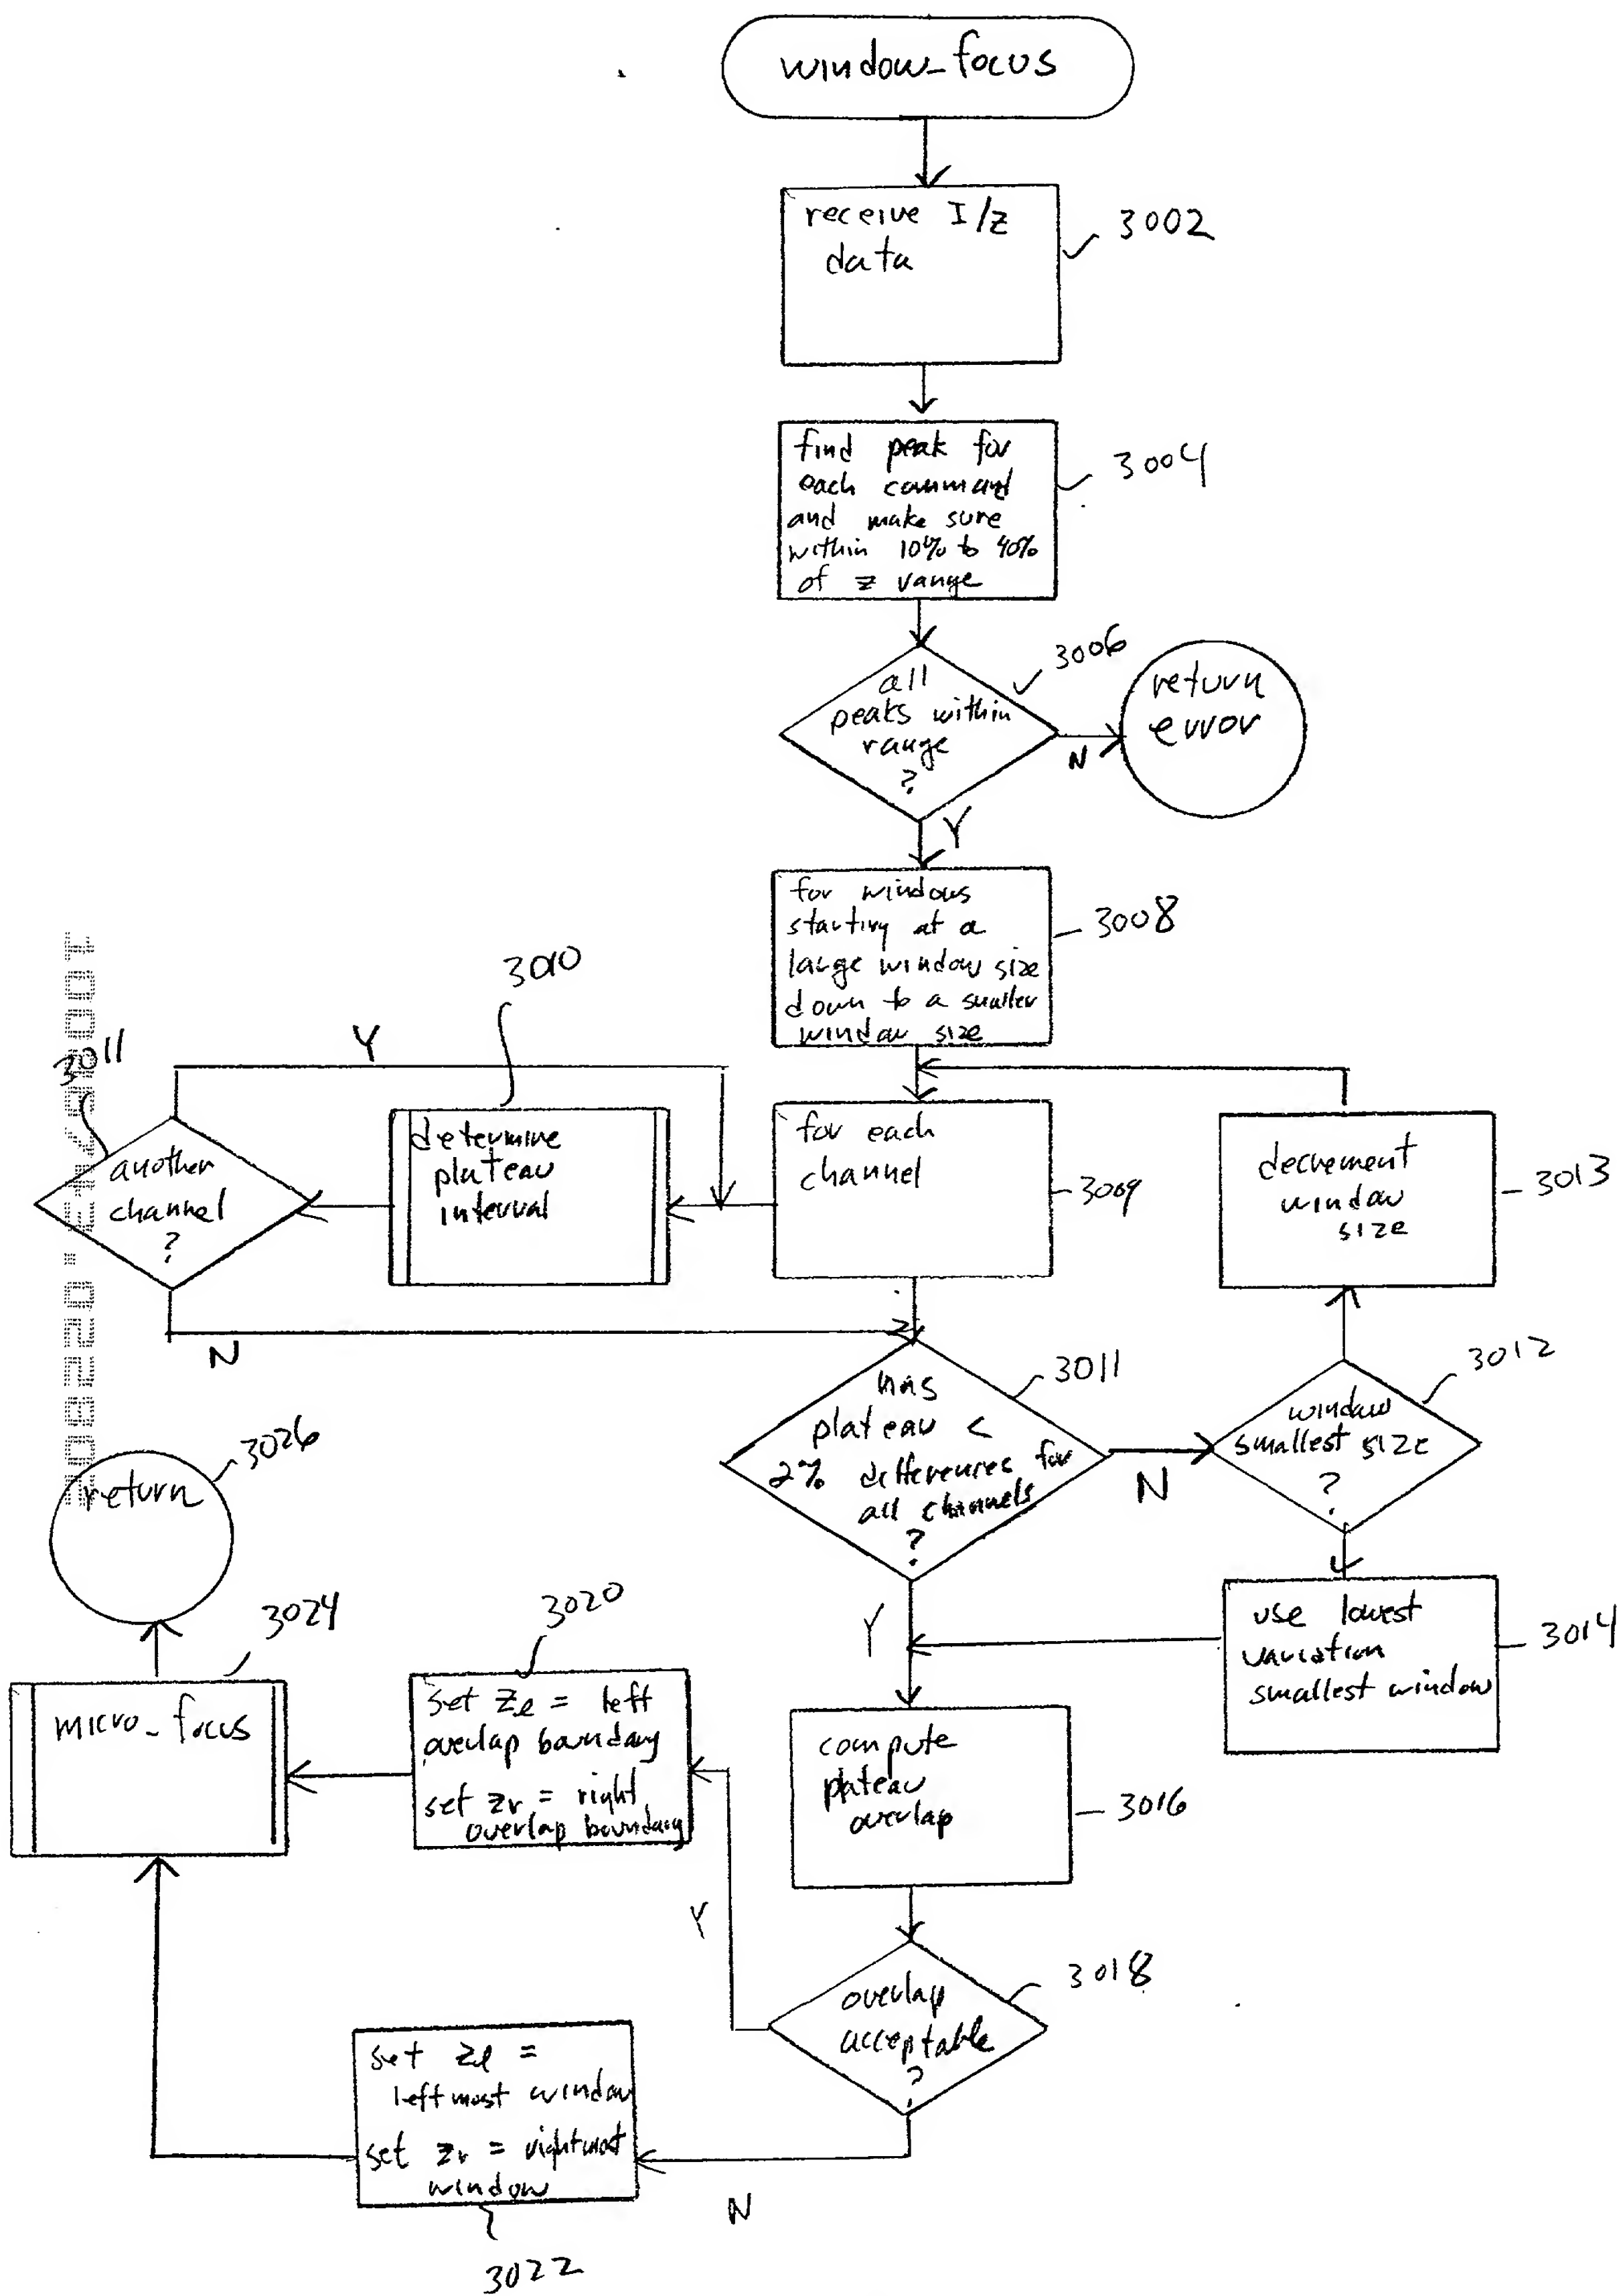 window_focus
receive I/z
data
3002
find peak for
each command
and make sure
within 10% to 40%
of z range
3004
all
peaks within
range
?
3006
N
return
error
Y
for windows
starting at a
large window size
down to a smaller
window size
3008
3010
3011
Y
another
channel
?
determine
plateau
interval
for each
channel
3009
decrement
window
size
3013
N
has
plateau <
2% differences for
all channels
?
3011
N
window
smallest size
?
3012
3026
return
Y
use lowest
variation
smallest window
3014
3024
micro_focus
3020
set zl = left
overlap boundary
set zr = right
overlap boundary
compute
plateau
overlap
3016
Y
overlap
acceptable
?
3018
set zl =
leftmost window
set zr = rightmost
window
N
3022